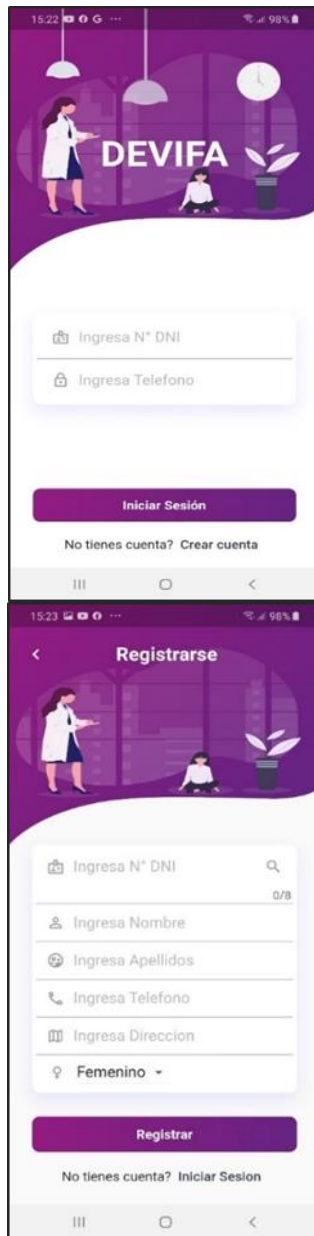 15:22 G ... 98%
DEVIFA
Ingresa N° DNI
Ingresa Telefono
Iniciar Sesión
No tienes cuenta? Crear cuenta
15:23 ... 98%
Registrarse
Ingresa N° DNI
0/8
Ingresa Nombre
Ingresa Apellidos
Ingresa Telefono
Ingresa Direccion
Femenino
Registrar
No tienes cuenta? Iniciar Sesion